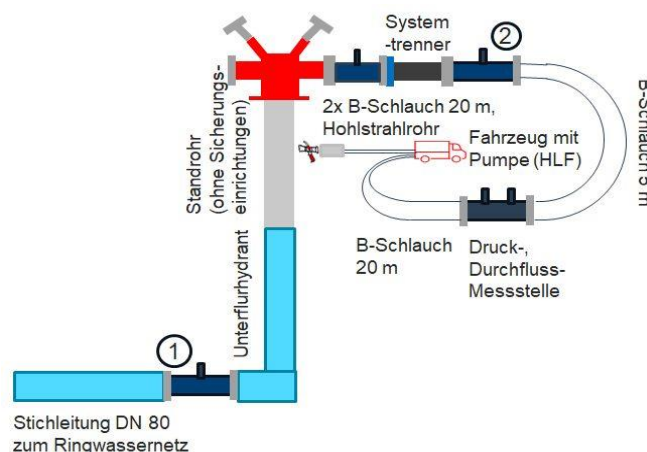 System
-trenner
2
2x B-Schlauch 20 m,
Hohlstrahlrohr
Fahrzeug mit
Pumpe (HLF)
B-Schlauch 5 m
Standrohr
(ohne Sicherungs-
einrichtungen)
Unterflurhydrant
B-Schlauch
20 m
Druck-,
Durchfluss-
Messstelle
1
Stichleitung DN 80
zum Ringwassernetz